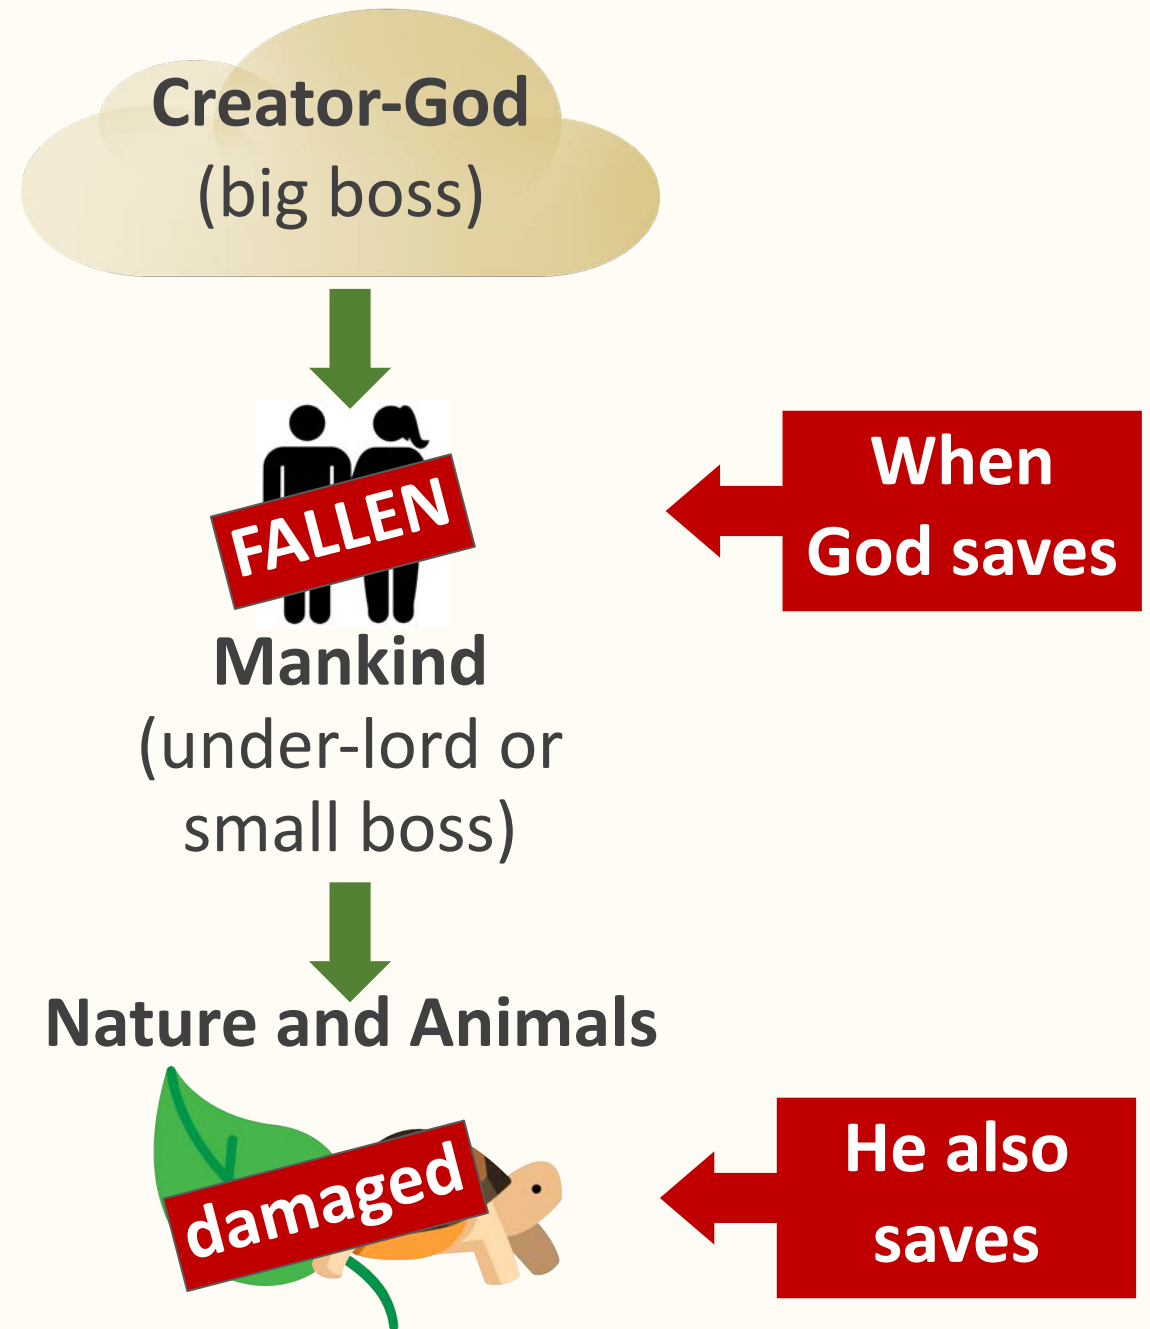 Creator-God
(big boss)
FALLEN
When
God saves
Mankind
(under-lord or
small boss)
Nature and Animals
damaged
He also
saves